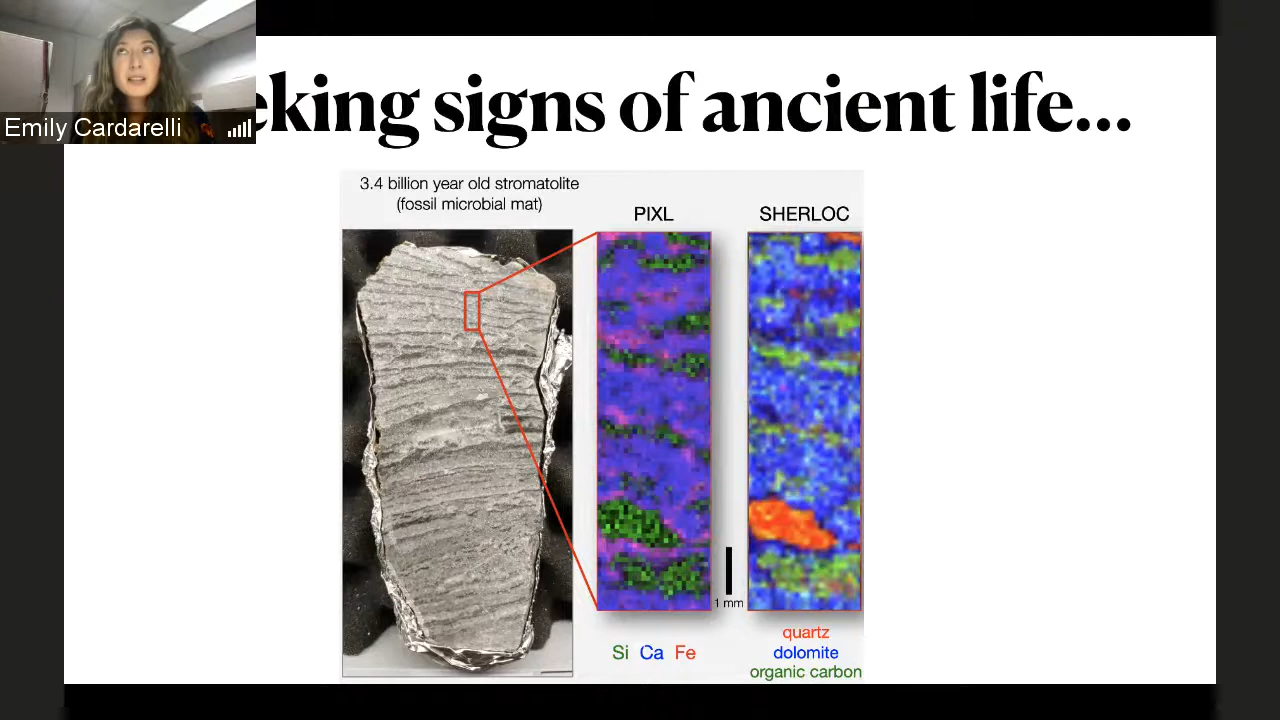 eking signs of ancient life...
Emily Cardarelli
3.4 billion year old stromatolite
(fossil microbial mat)
PIXL
SHERLOC
1 mm
Si Ca Fe
quartz
dolomite
organic carbon